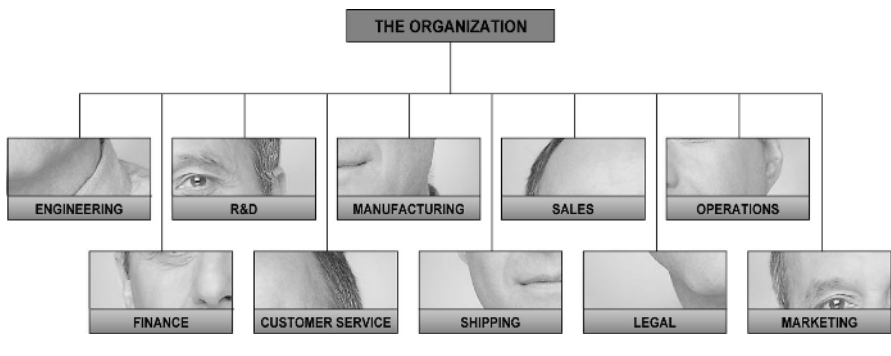 THE ORGANIZATION
ENGINEERING
R&D
MANUFACTURING
SALES
OPERATIONS
FINANCE
CUSTOMER SERVICE
SHIPPING
LEGAL
MARKETING